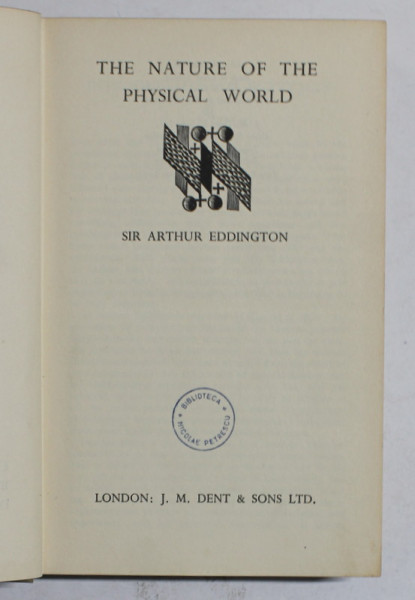 THE NATURE OF THE
PHYSICAL WORLD
SIR ARTHUR EDDINGTON
BIBLIOTECA
* NICOLAE PETRESCU *
LONDON: J. M. DENT & SONS LTD.